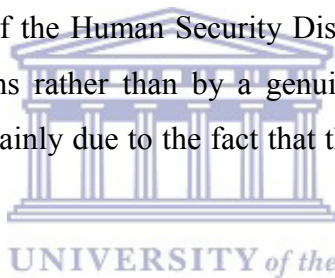 of the Human Security Dis
ns rather than by a genui
ainly due to the fact that th
UNIVERSITY of the